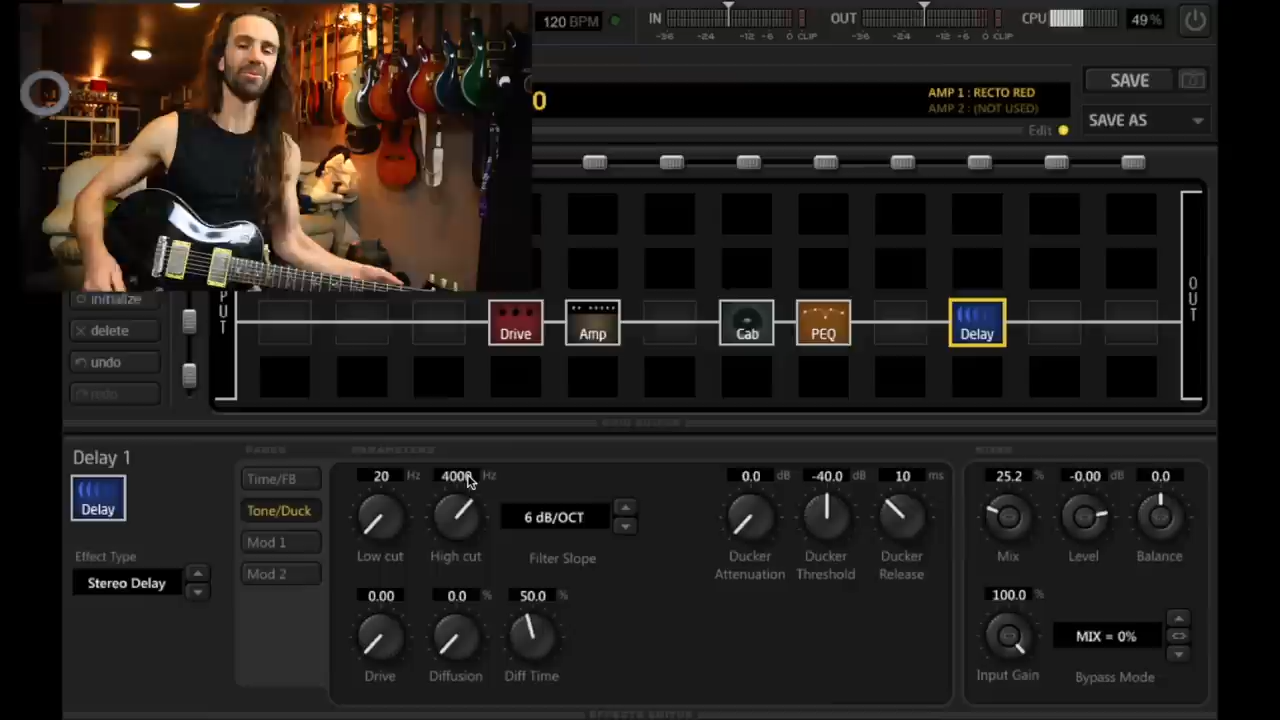 120 BPM
IN
-36 -24 -12 -6 0 CLIP
OUT
-36 -24 -12 -6 0 CLIP
CPU
49 %
0
AMP 1 : RECTO RED
AMP 2 : (NOT USED)
Edit
SAVE
SAVE AS
initialize
delete
undo
redo
PUT
Drive
Amp
Cab
PEQ
Delay
OUT
Delay 1
Delay
Effect Type
Stereo Delay
PAGES
Time/FB
Tone/Duck
Mod 1
Mod 2
PARAMETERS
20 Hz
4000 Hz
Low cut
High cut
6 dB/OCT
Filter Slope
0.0 dB
-40.0 dB
10 ms
Ducker Attenuation
Ducker Threshold
Ducker Release
0.00
0.0 %
50.0 %
Drive
Diffusion
Diff Time
MIXER
25.2 %
-0.00 dB
0.0
Mix
Level
Balance
100.0 %
Input Gain
MIX = 0%
Bypass Mode